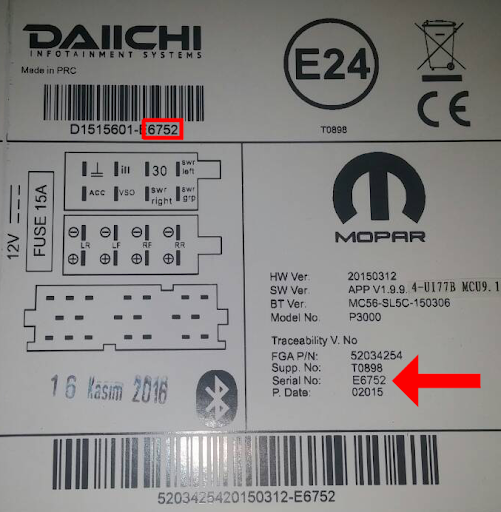 DAIICHI
INFOTAINMENT SYSTEMS
Made in PRC
D1515601-E6752
E24
T0898
CE
ill
30
swr
left
ACC
VSO
swr
right
swr
grp
12V
FUSE 15A
LR
LF
RF
RR
MOPAR
HW Ver: 20150312
SW Ver: APP V1.9.9. 4-U177B MCU9.1
BT Ver: MC56-SL5C-150306
Model No: P3000
Traceability V. No
FGA P/N: 52034254
Supp. No: T0898
Serial No: E6752
P. Date: 02015
16 Kasım 2016
5203425420150312-E6752